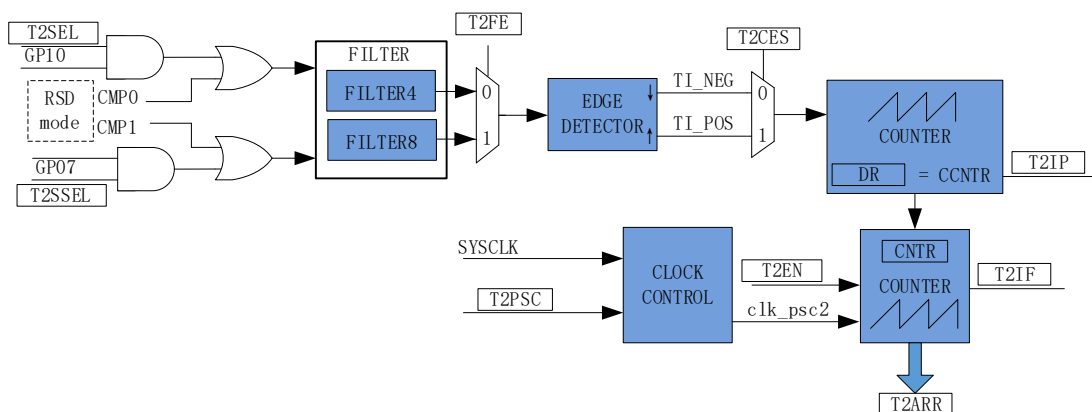 T2SEL
GP10
RSD
mode
CMP0
CMP1
GP07
T2SSEL
FILTER
FILTER4
FILTER8
T2FE
0
1
EDGE
DETECTOR
↓
↑
TI_NEG
TI_POS
T2CES
0
1
COUNTER
DR = CCNTR
T2IP
SYSCLK
T2PSC
CLOCK
CONTROL
T2EN
clk_psc2
CNTR
COUNTER
T2IF
T2ARR